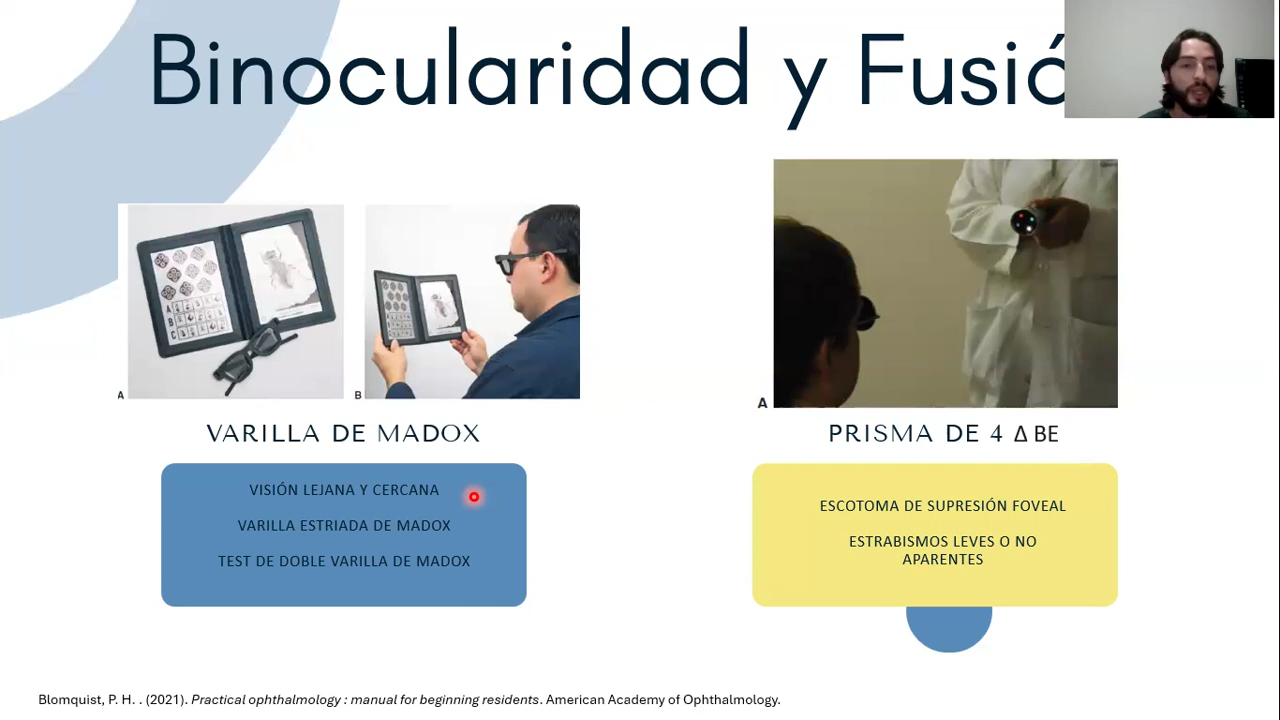 Binocularidad y Fusió
A
B
A
VARILLA DE MADOX
PRISMA DE 4 Δ BE
VISIÓN LEJANA Y CERCANA
VARILLA ESTRIADA DE MADOX
TEST DE DOBLE VARILLA DE MADOX
ESCOTOMA DE SUPRESIÓN FOVEAL
ESTRABISMOS LEVES O NO
APARENTES
Blomquist, P. H. . (2021). Practical ophthalmology : manual for beginning residents. American Academy of Ophthalmology.